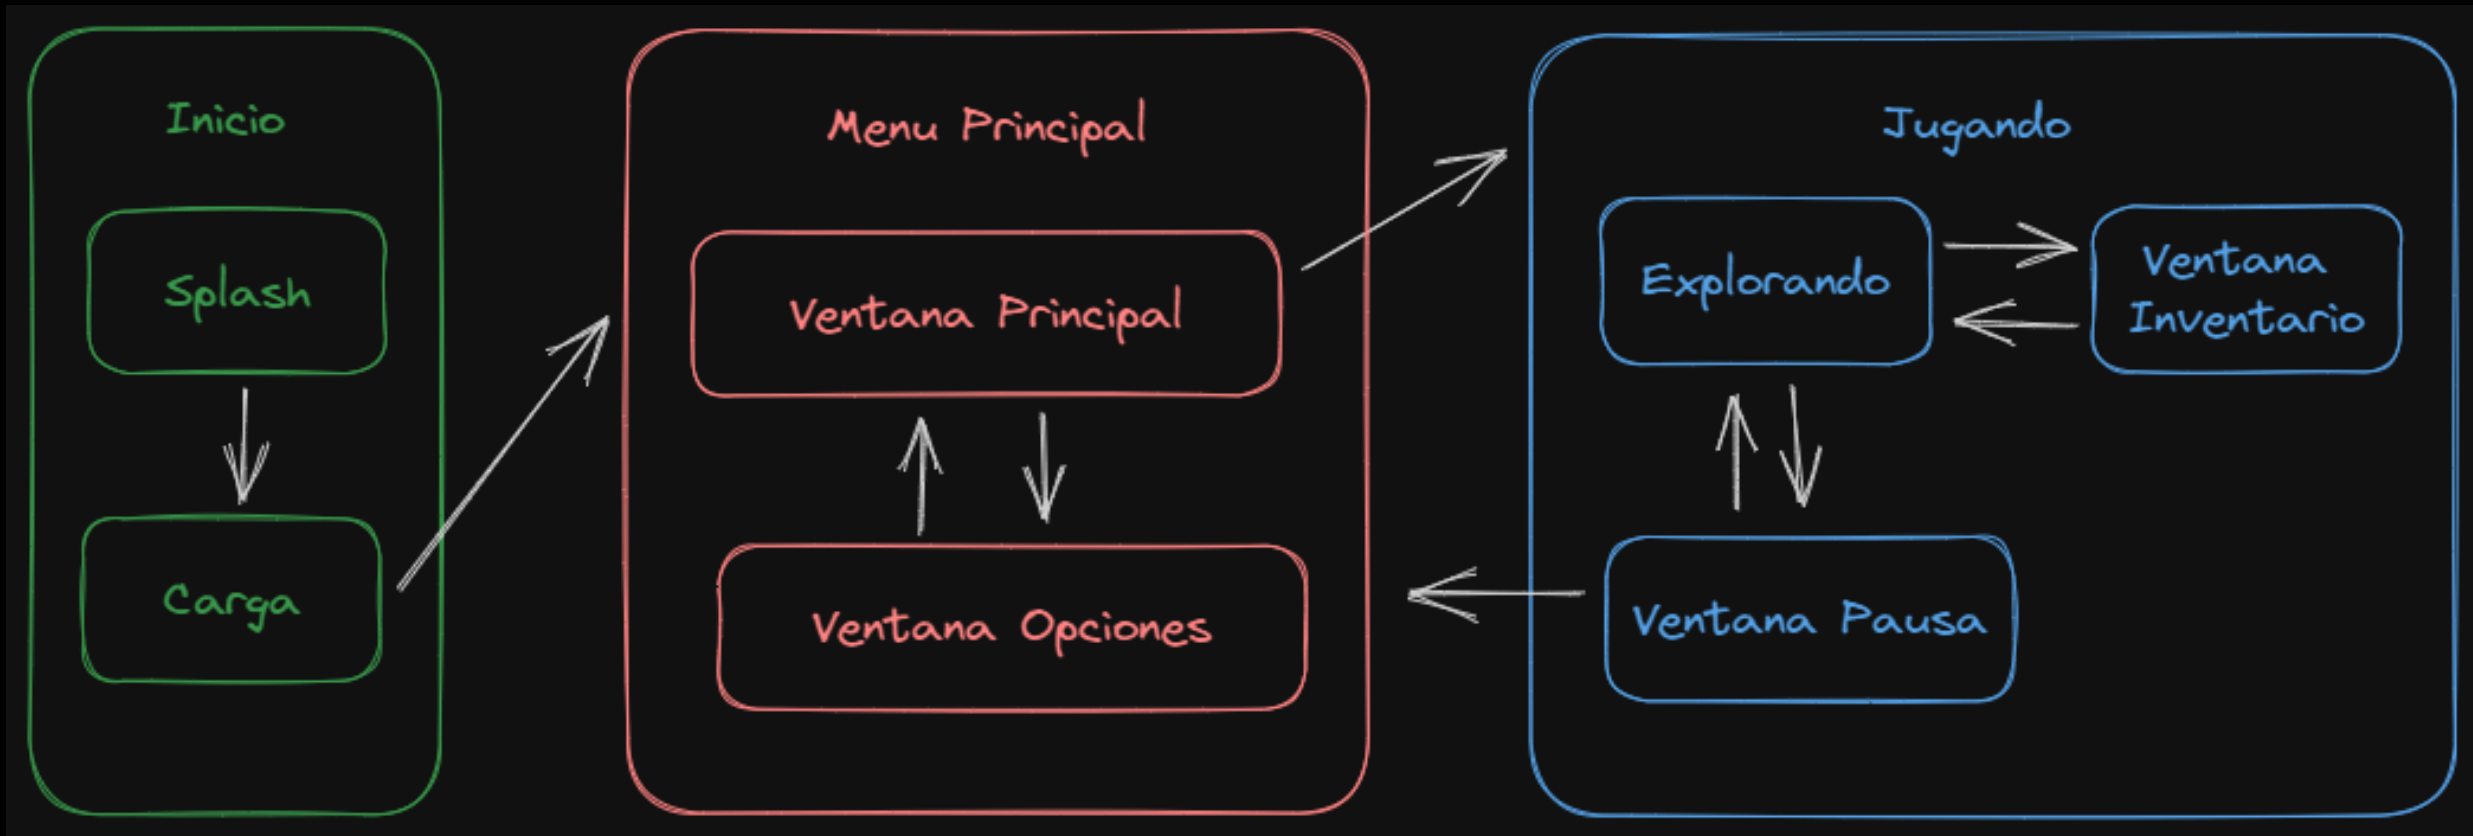 Inicio
Splash
Carga
Menu Principal
Ventana Principal
Ventana Opciones
Jugando
Explorando
Ventana
Inventario
Ventana Pausa